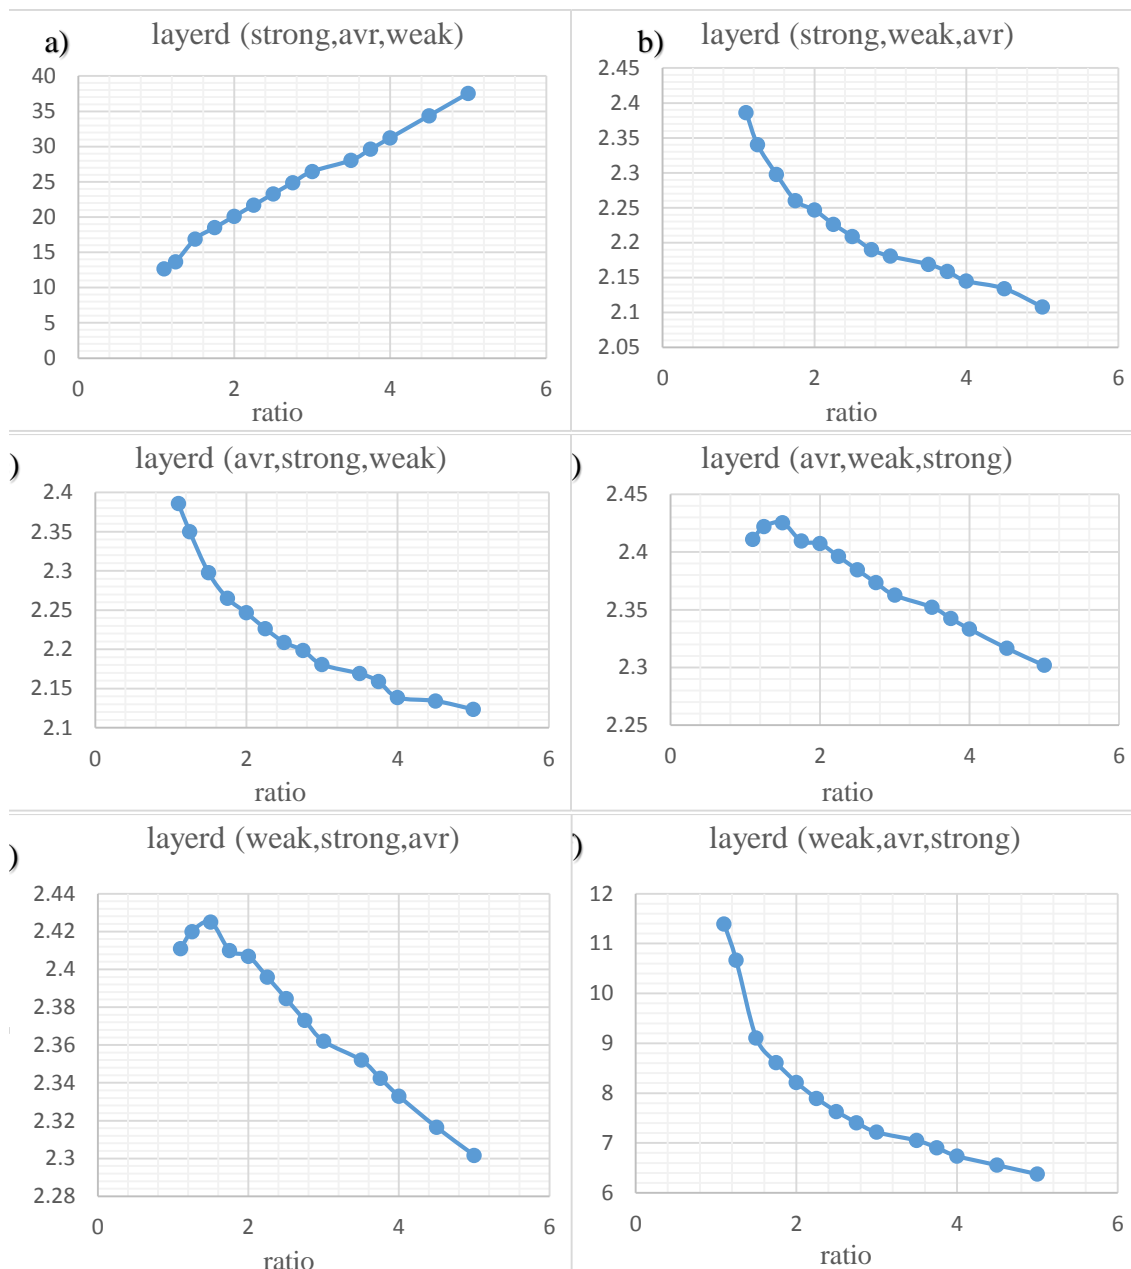 a)
layerd (strong,avr,weak)
40
35
30
25
20
15
10
5
0
0 2 4 6
ratio
b)
layerd (strong,weak,avr)
2.45
2.4
2.35
2.3
2.25
2.2
2.15
2.1
2.05
0 2 4 6
ratio
)
layerd (avr,strong,weak)
2.4
2.35
2.3
2.25
2.2
2.15
2.1
0 2 4 6
ratio
)
layerd (avr,weak,strong)
2.45
2.4
2.35
2.3
2.25
0 2 4 6
ratio
)
layerd (weak,strong,avr)
2.44
2.42
2.4
2.38
2.36
2.34
2.32
2.3
2.28
0 2 4 6
ratio
)
layerd (weak,avr,strong)
12
11
10
9
8
7
6
0 2 4 6
ratio